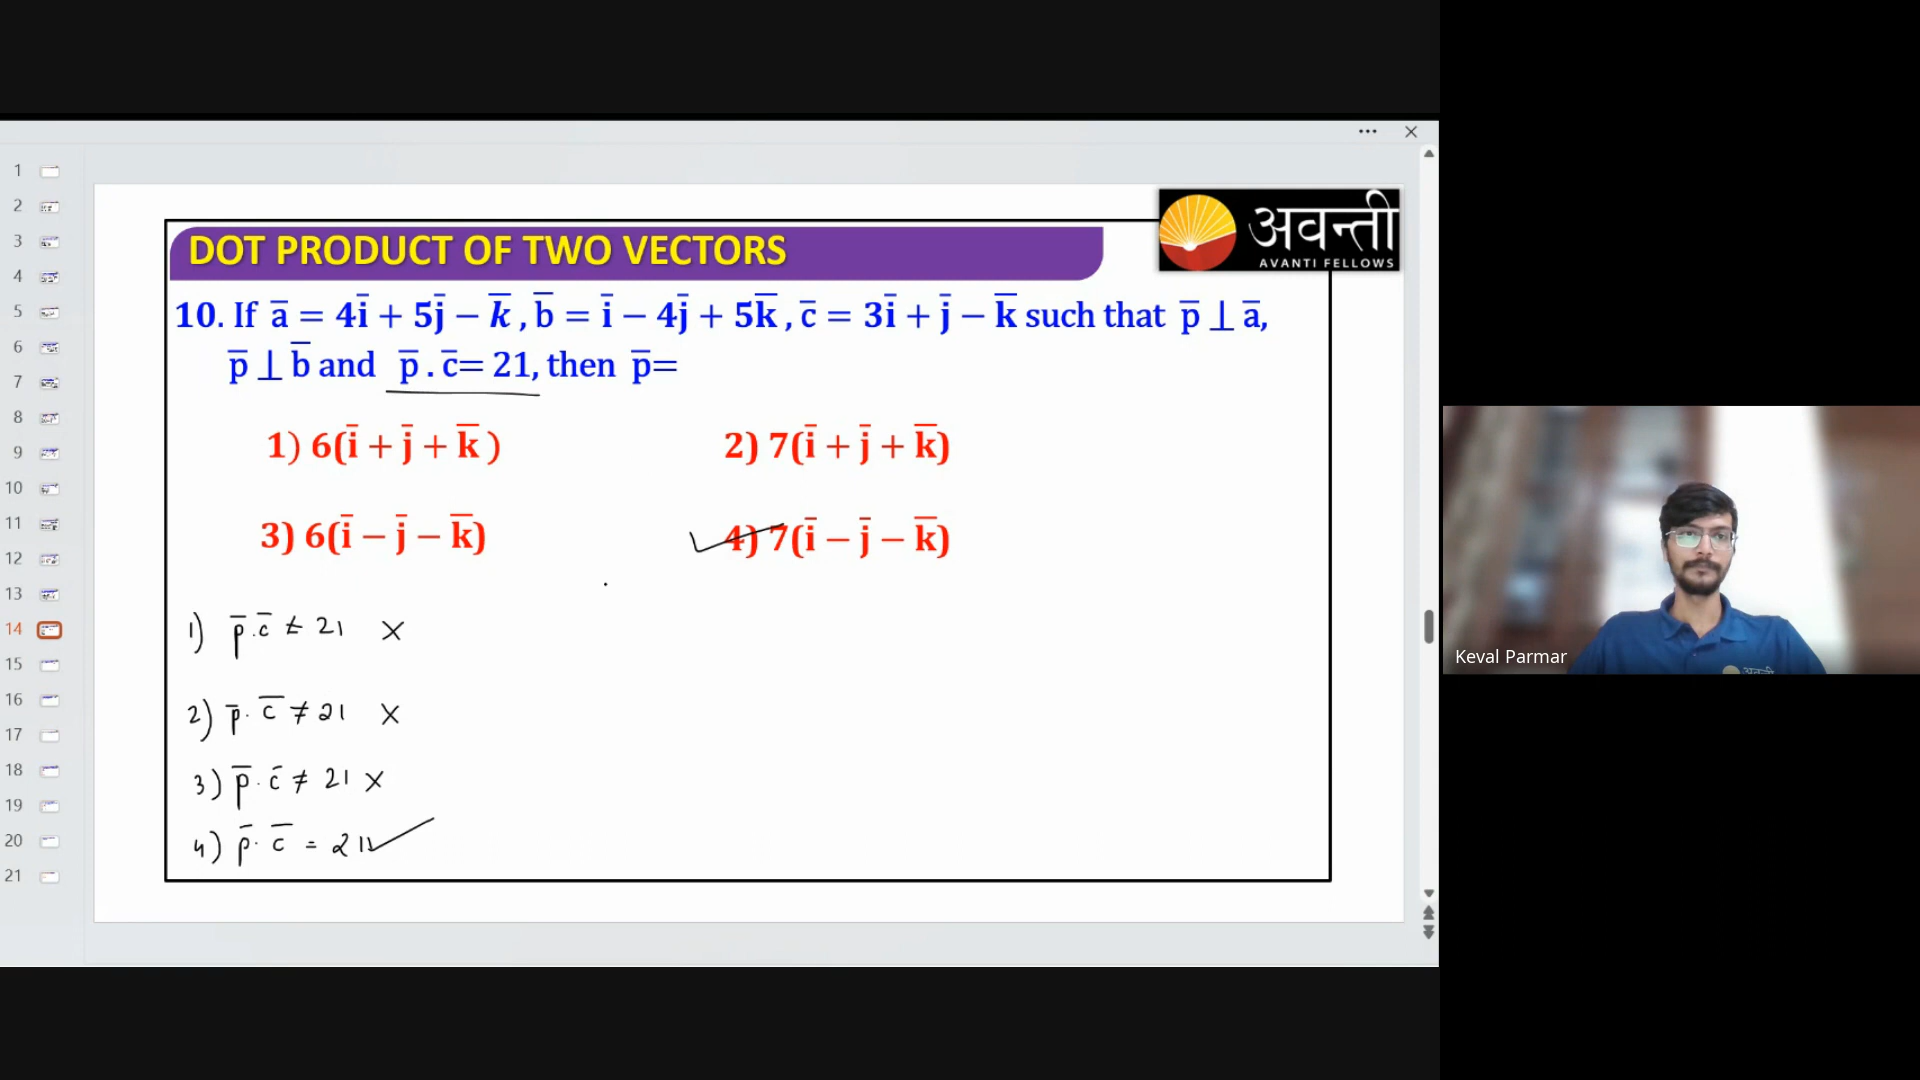 1
2
3
4
5
6
7
8
9
10
11
12
13
14
15
16
17
18
19
20
21
अवन्ती
AVANTI FELLOWS
DOT PRODUCT OF TWO VECTORS
10. If a̅ = 4i̅ + 5j̅ − k̅ , b̅ = i̅ − 4j̅ + 5k̅ , c̅ = 3i̅ + j̅ − k̅ such that p̅ ⊥ a̅,
p̅ ⊥ b̅ and p̅ . c̅= 21, then p̅=
1) 6(i̅ + j̅ + k̅ )
2) 7(i̅ + j̅ + k̅)
3) 6(i̅ − j̅ − k̅)
4) 7(i̅ − j̅ − k̅)
1) p̅ . c̅ ≠ 21 ×
2) p̅ . c̅ ≠ 21 ×
3) p̅ . c̅ ≠ 21 ×
4) p̅ . c̅ = 21 ✓
Keval Parmar
अवन्ती